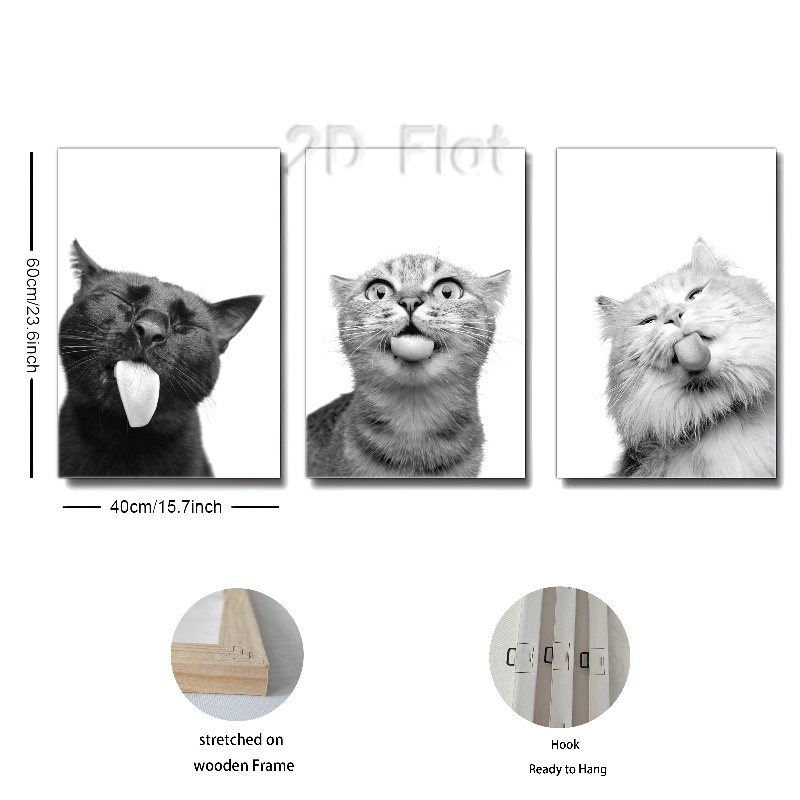 2D Flat
60cm/23.6inch
40cm/15.7inch
stretched on
wooden Frame
Hook
Ready to Hang